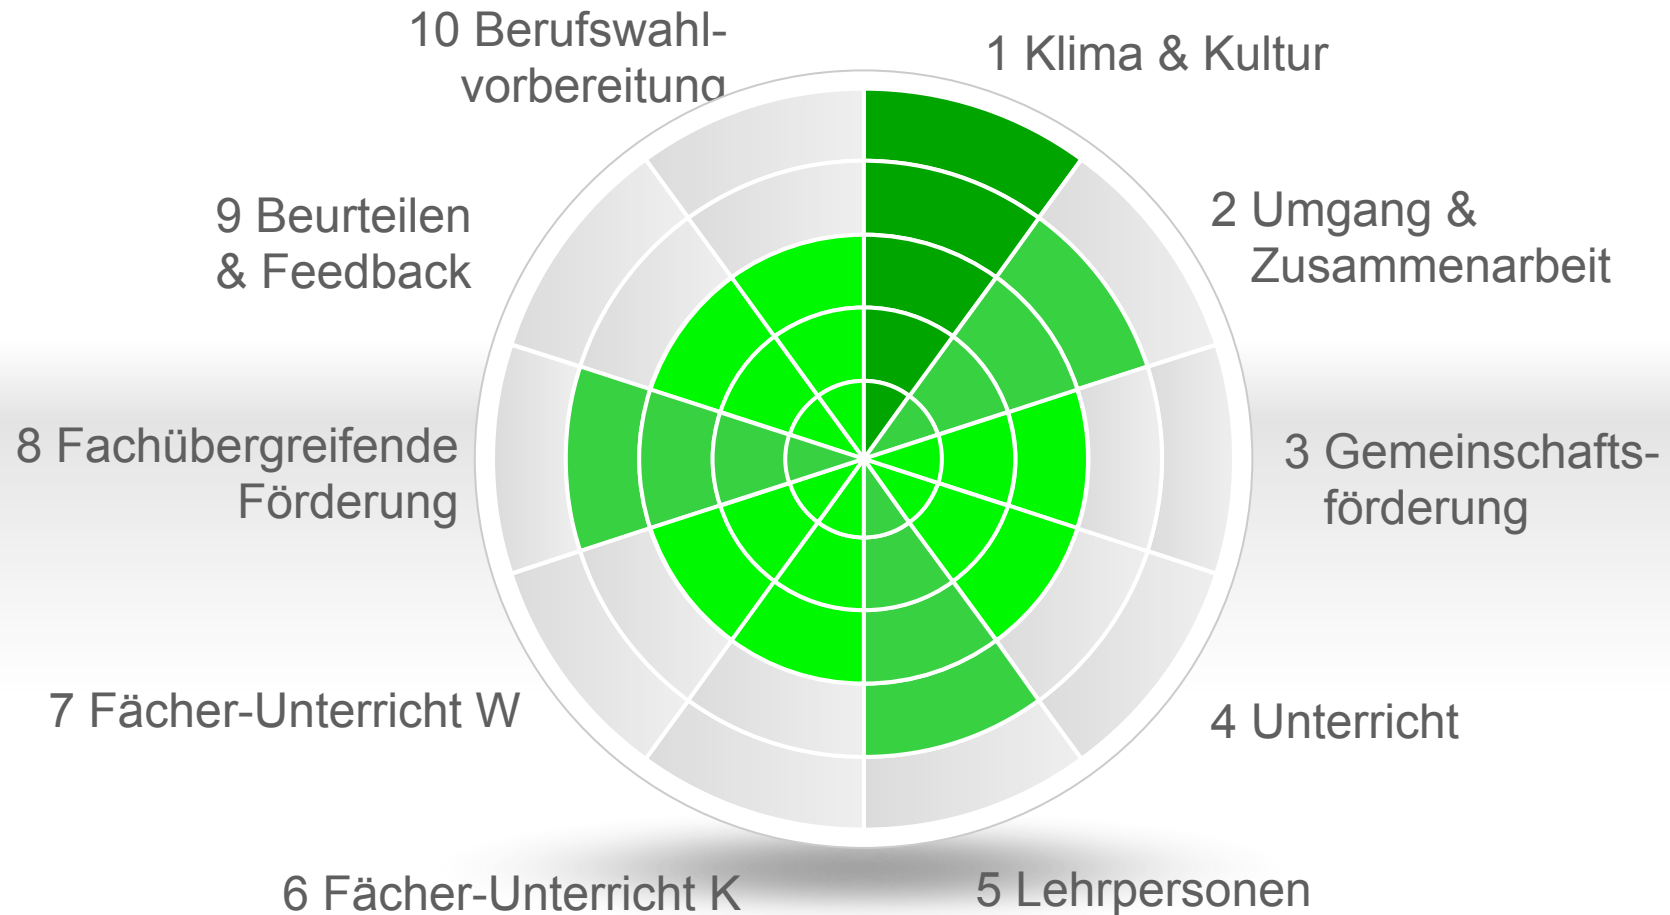 10 Berufswahl-
vorbereitung
1 Klima & Kultur
2 Umgang &
Zusammenarbeit
3 Gemeinschafts-
förderung
4 Unterricht
5 Lehrpersonen
6 Fächer-Unterricht K
7 Fächer-Unterricht W
8 Fachübergreifende
Förderung
9 Beurteilen
& Feedback